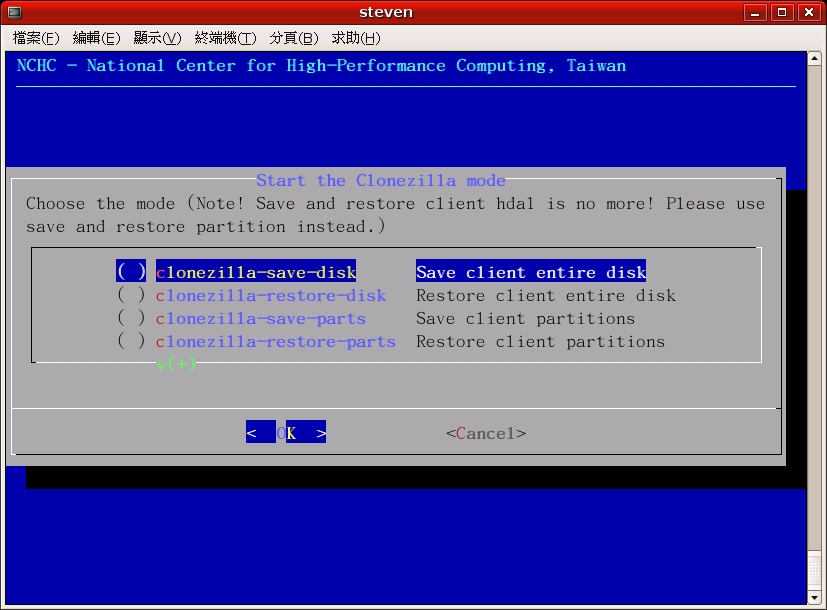 steven
檔案(F) 編輯(E) 顯示(V) 終端機(T) 分頁(B) 求助(H)
NCHC - National Center for High-Performance Computing, Taiwan
Start the Clonezilla mode
Choose the mode (Note! Save and restore client hda1 is no more! Please use
save and restore partition instead.)
( ) clonezilla-save-disk Save client entire disk
( ) clonezilla-restore-disk Restore client entire disk
( ) clonezilla-save-parts Save client partitions
( ) clonezilla-restore-parts Restore client partitions
v(+)
< OK > <Cancel>